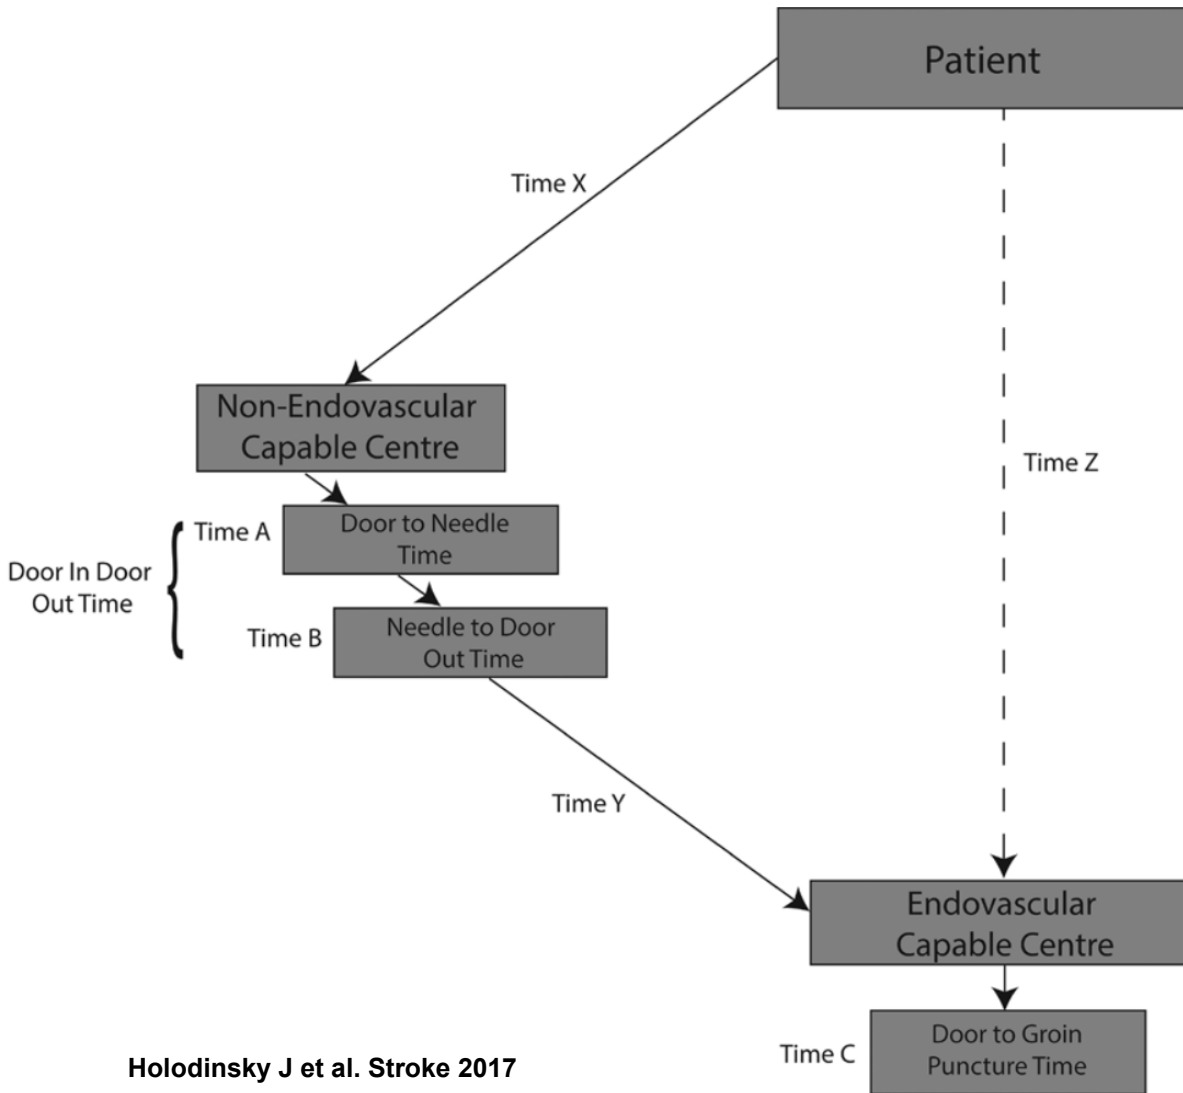 Patient
Time X
Non-Endovascular
Capable Centre
Time Z
Time A
Door to Needle
Time
Door In Door
Out Time
Time B
Needle to Door
Out Time
Time Y
Endovascular
Capable Centre
Time C
Door to Groin
Puncture Time
Holodinsky J et al. Stroke 2017